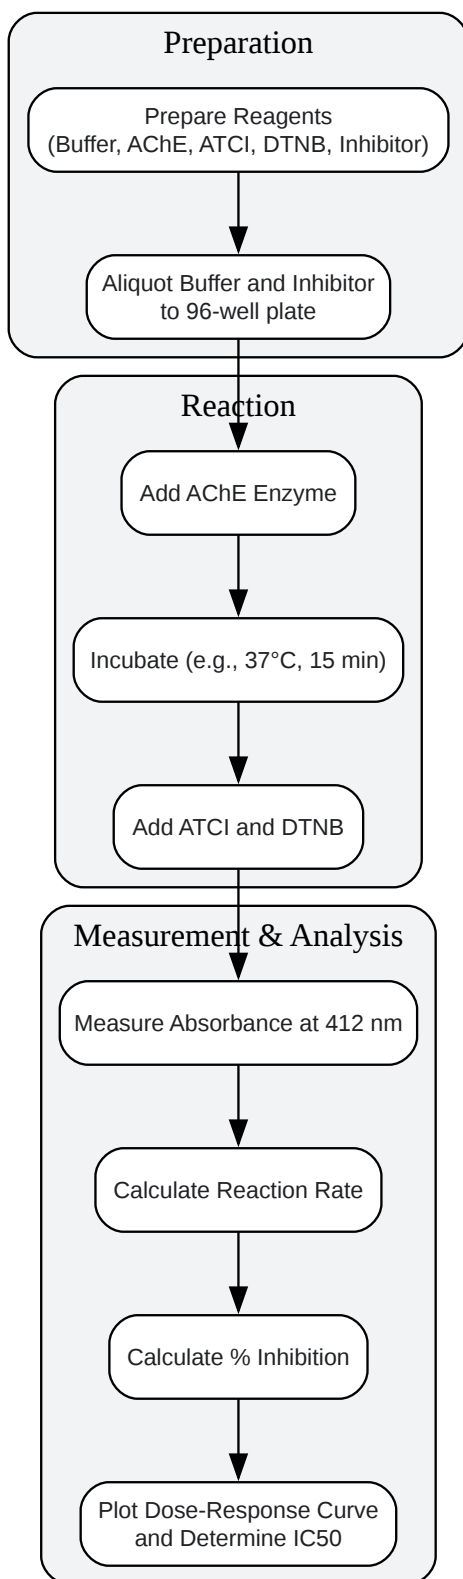 Preparation
Prepare Reagents
(Buffer, AChE, ATCI, DTNB, Inhibitor)
Aliquot Buffer and Inhibitor
to 96-well plate
Reaction
Add AChE Enzyme
Incubate (e.g., 37°C, 15 min)
Add ATCI and DTNB
Measurement & Analysis
Measure Absorbance at 412 nm
Calculate Reaction Rate
Calculate % Inhibition
Plot Dose-Response Curve
and Determine IC50